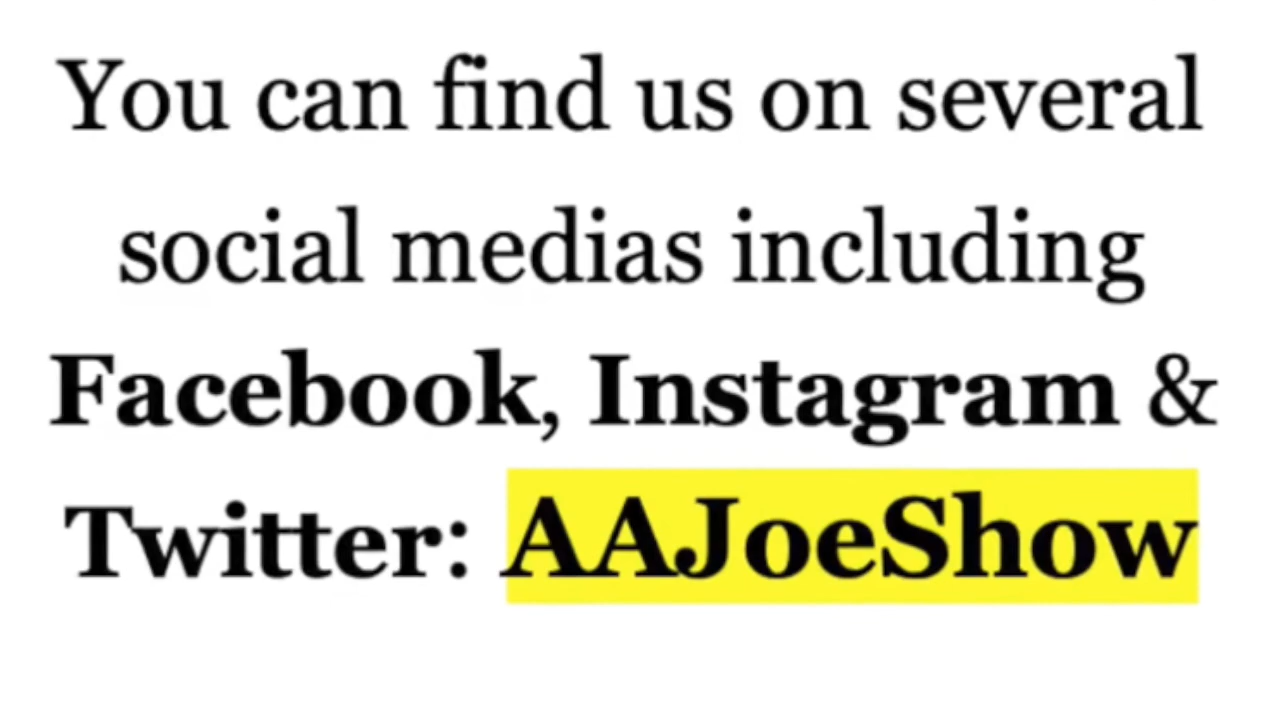 You can find us on several
social medias including
Facebook, Instagram &
Twitter: AAJoeShow